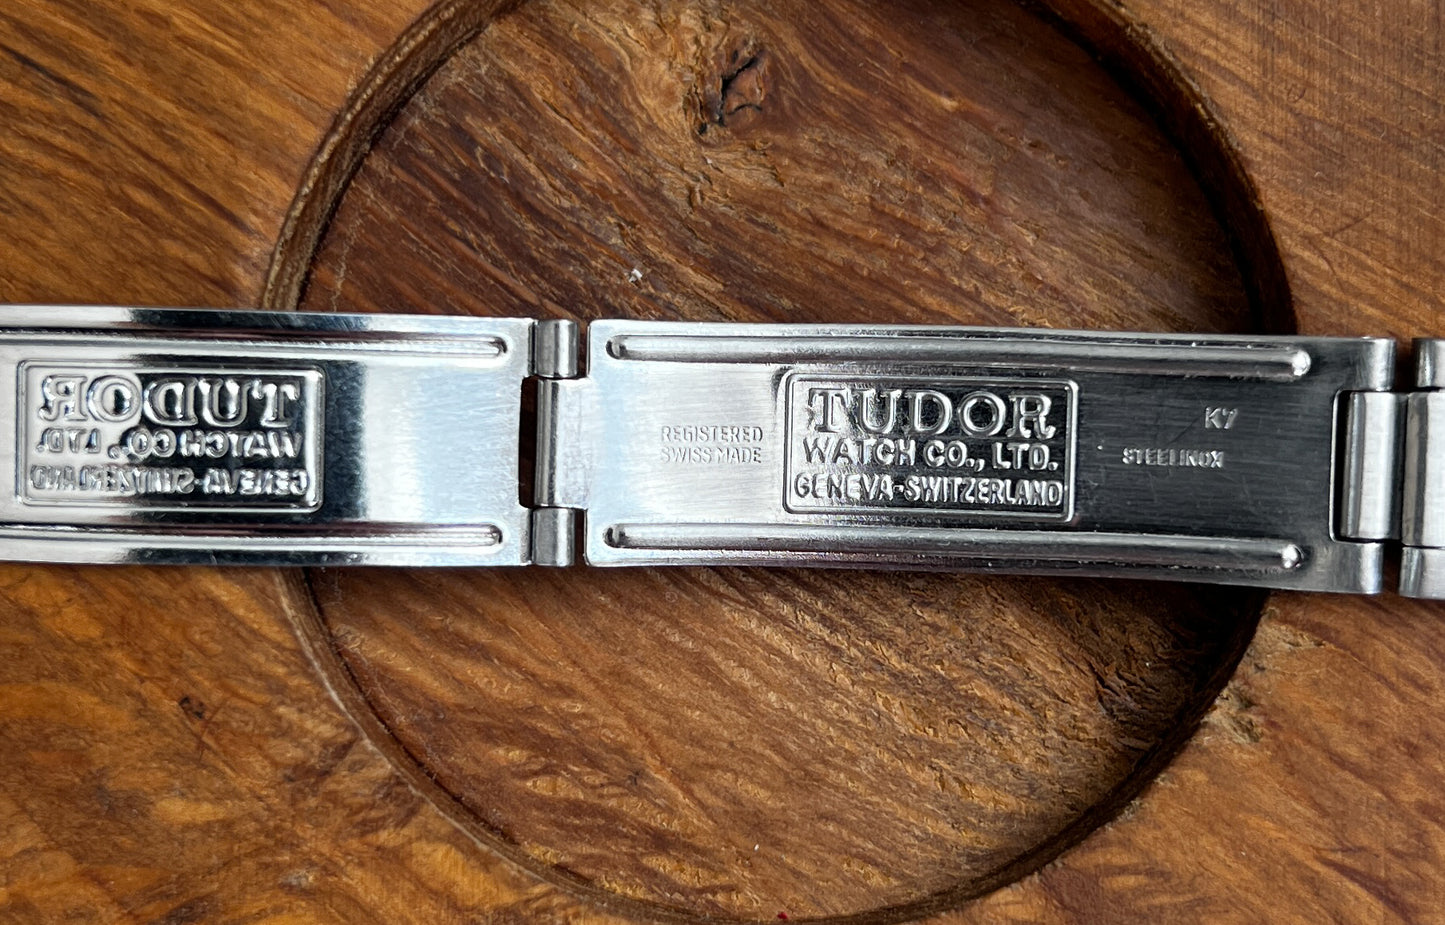 TUDOR
WATCH CO., LTD.
GENEVA-SWITZERLAND
REGISTERED
SWISS MADE
TUDOR
WATCH CO., LTD.
GENEVA-SWITZERLAND
K7
STEELINOX